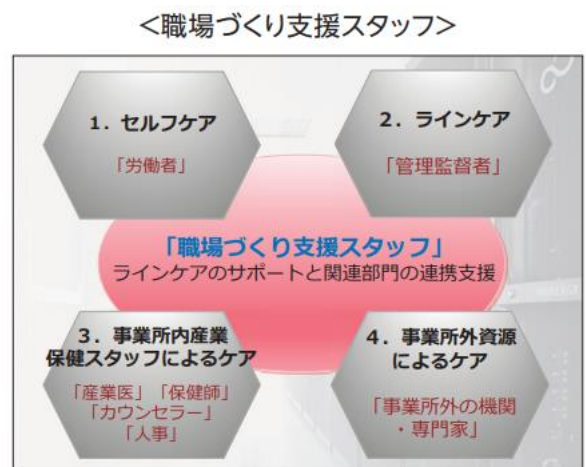 <職場づくり支援スタッフ>
1．セルフケア
「労働者」
2．ラインケア
「管理監督者」
「職場づくり支援スタッフ」
ラインケアのサポートと関連部門の連携支援
3．事業所内産業
保健スタッフによるケア
「産業医」「保健師」
「カウンセラー」
「人事」
4．事業所外資源
によるケア
「事業所外の機関
・専門家」